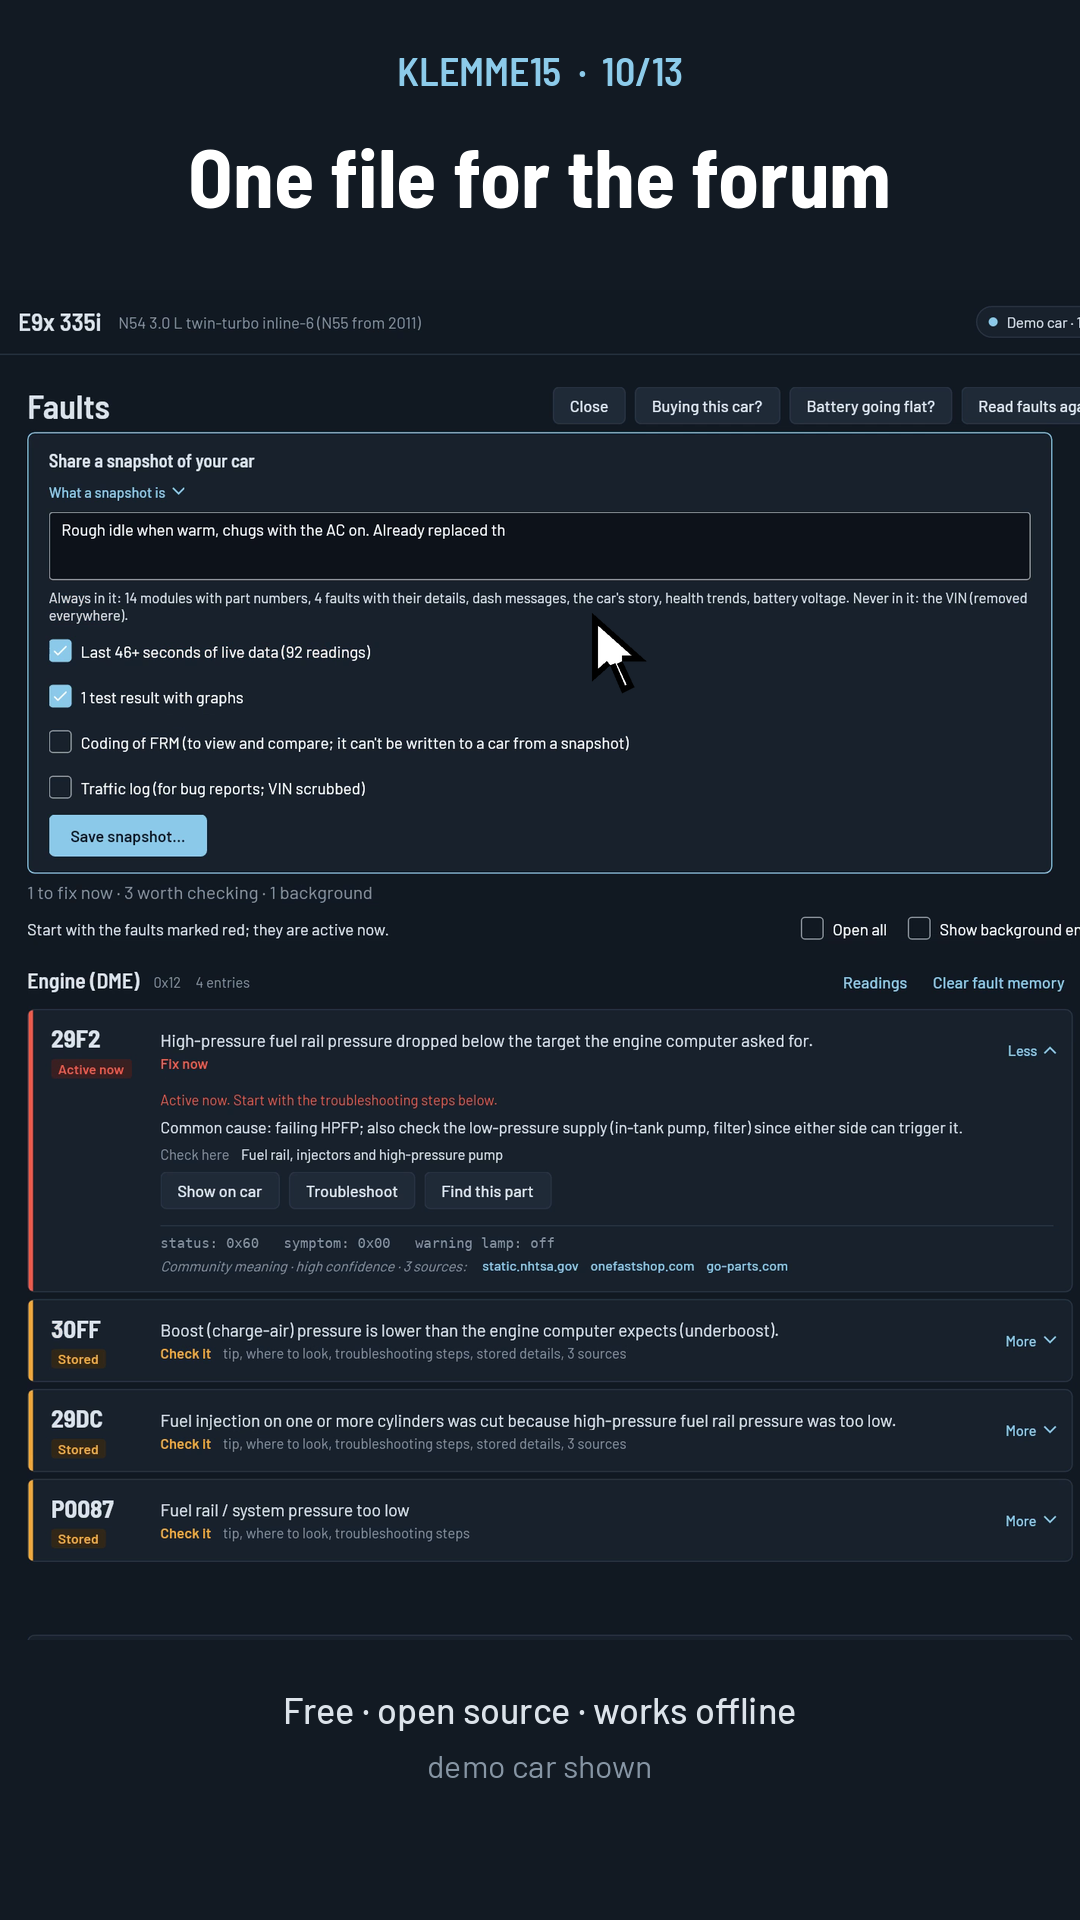 KLEMME15 · 10/13
One file for the forum
E9x 335i N54 3.0 L twin-turbo inline-6 (N55 from 2011)
Demo car · 1
Faults
Close
Buying this car?
Battery going flat?
Read faults aga
Share a snapshot of your car
What a snapshot is
Rough idle when warm, chugs with the AC on. Already replaced th
Always in it: 14 modules with part numbers, 4 faults with their details, dash messages, the car's story, health trends, battery voltage. Never in it: the VIN (removed
everywhere).
Last 46+ seconds of live data (92 readings)
1 test result with graphs
Coding of FRM (to view and compare; it can't be written to a car from a snapshot)
Traffic log (for bug reports; VIN scrubbed)
Save snapshot...
1 to fix now · 3 worth checking · 1 background
Start with the faults marked red; they are active now.
Open all
Show background en
Engine (DME) 0x12 4 entries
Readings
Clear fault memory
29F2
Active now
High-pressure fuel rail pressure dropped below the target the engine computer asked for.
Fix now
Less
Active now. Start with the troubleshooting steps below.
Common cause: failing HPFP; also check the low-pressure supply (in-tank pump, filter) since either side can trigger it.
Check here Fuel rail, injectors and high-pressure pump
Show on car
Troubleshoot
Find this part
status: 0x60 symptom: 0x00 warning lamp: off
Community meaning · high confidence · 3 sources: static.nhtsa.gov onefastshop.com go-parts.com
30FF
Stored
Boost (charge-air) pressure is lower than the engine computer expects (underboost).
Check it tip, where to look, troubleshooting steps, stored details, 3 sources
More
29DC
Stored
Fuel injection on one or more cylinders was cut because high-pressure fuel rail pressure was too low.
Check it tip, where to look, troubleshooting steps, stored details, 3 sources
More
P0087
Stored
Fuel rail / system pressure too low
Check it tip, where to look, troubleshooting steps
More
Free · open source · works offline
demo car shown